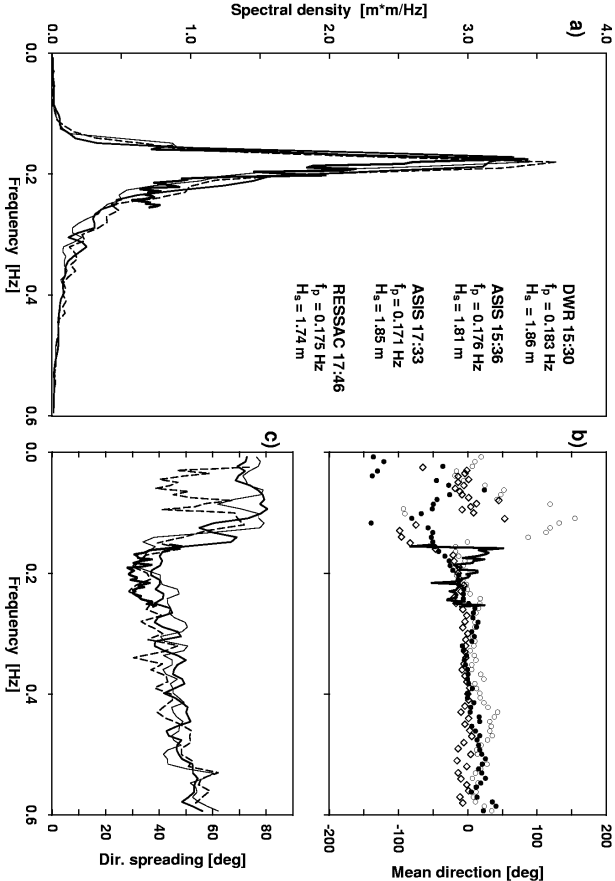 Spectral density [m*m/Hz]
0.0 1.0 2.0 3.0 4.0
a)
0.0
0.2
0.4
0.6
Frequency [Hz]
DWR 15:30
fp = 0.183 Hz
Hs = 1.86 m
ASIS 15:36
fp = 0.176 Hz
Hs = 1.81 m
ASIS 17:33
fp = 0.171 Hz
Hs = 1.85 m
RESSAC 17:46
fp = 0.175 Hz
Hs = 1.74 m
b)
-200 -100 0 100 200
Mean direction [deg]
c)
0.0
0.2
0.4
0.6
Frequency [Hz]
0 20 40 60 80
Dir. spreading [deg]